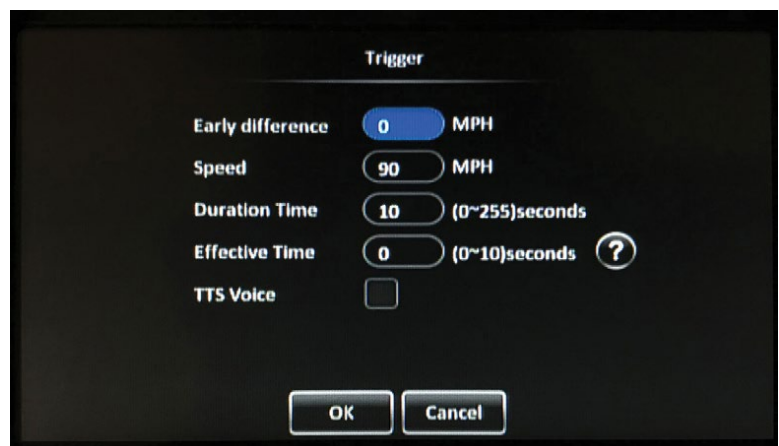 Trigger
Early difference 0 MPH
Speed 90 MPH
Duration Time 10 (0~255)seconds
Effective Time 0 (0~10)seconds ?
TTS Voice
OK Cancel